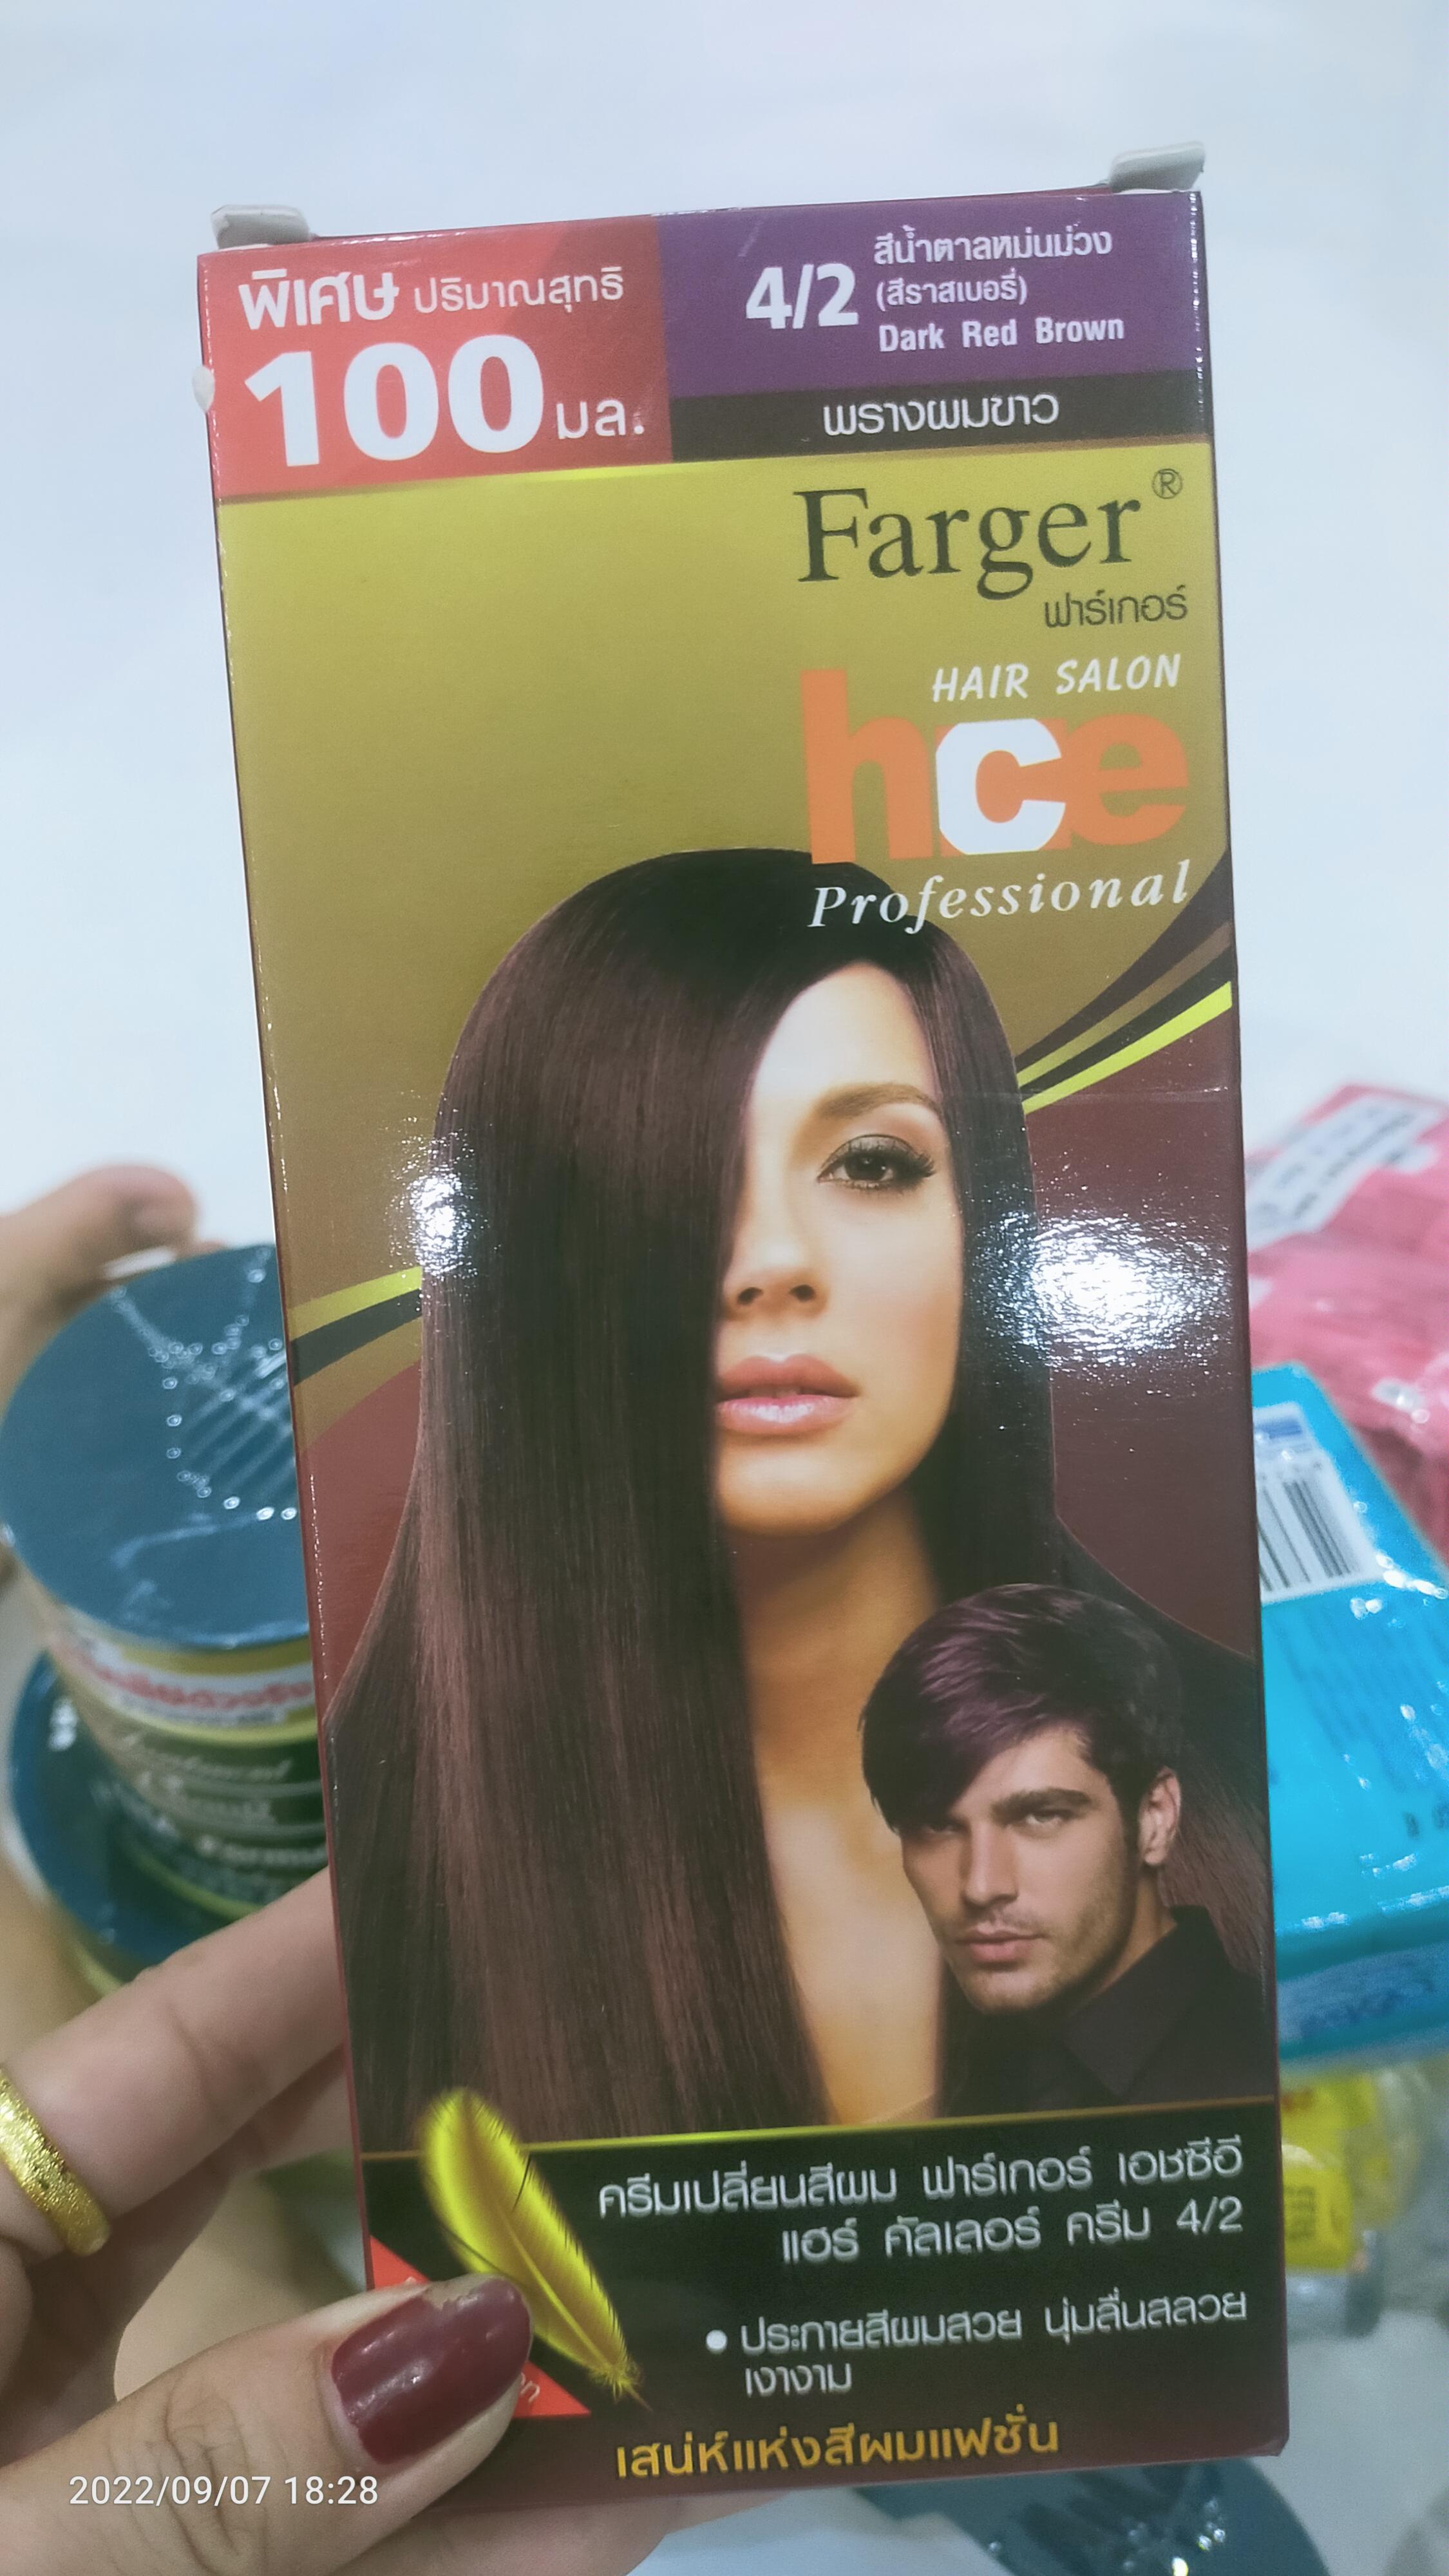 พิเศษ ปริมาณสุทธิ
100 มล.
4/2
สีน้ำตาลหม่นม่วง
(สีราสเบอรี่)
Dark Red Brown
พรางผมขาว
Farger®
ฟาร์เกอร์
HAIR SALON
hce
Professional
ครีมเปลี่ยนสีผม ฟาร์เกอร์ เอชซีอี
แฮร์ คัลเลอร์ ครีม 4/2
• ประกายสีผมสวย นุ่มลื่นสลวย
เงางาม
เสน่ห์แห่งสีผมแฟชั่น
2022/09/07 18:28